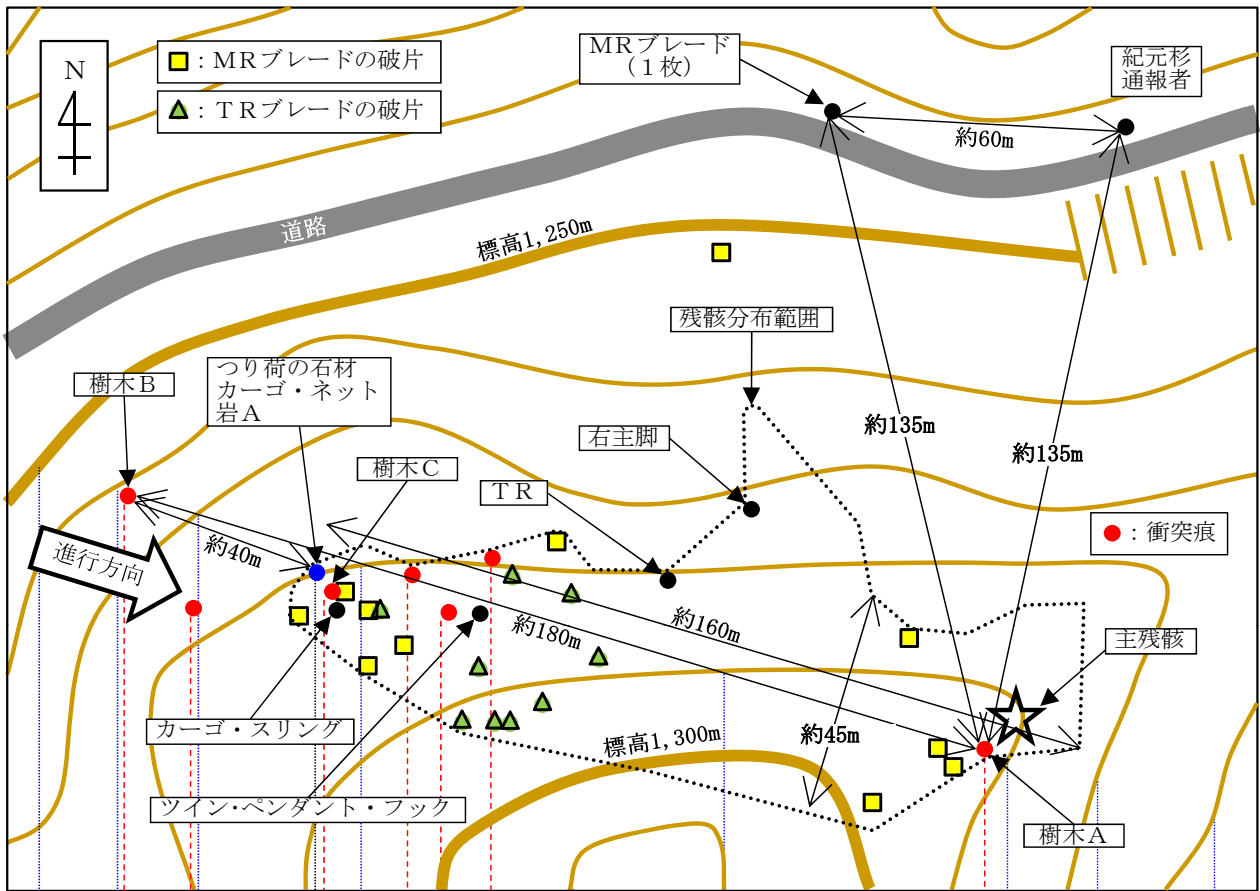 N
：ＭＲブレードの破片
：ＴＲブレードの破片
ＭＲブレード
（１枚）
紀元杉
通報者
約60m
道路
標高1,250m
残骸分布範囲
つり荷の石材
カーゴ・ネット
岩Ａ
樹木Ｂ
樹木Ｃ
右主脚
ＴＲ
約135m
約135m
：衝突痕
進行方向
約40m
約160m
約180m
主残骸
カーゴ・スリング
約45m
標高1,300m
ツイン・ペンダント・フック
樹木Ａ